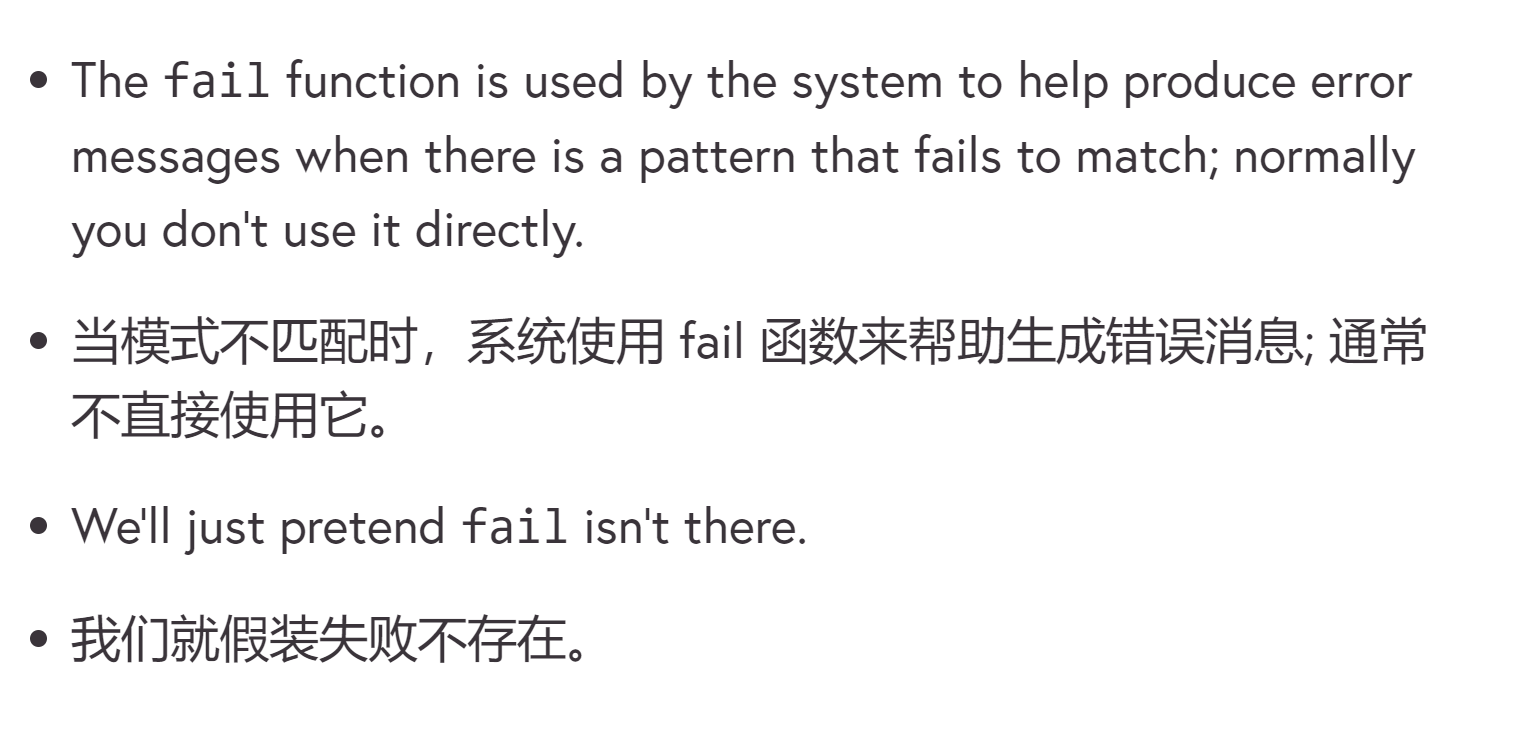 The fail function is used by the system to help produce error
messages when there is a pattern that fails to match; normally
you don't use it directly.
当模式不匹配时，系统使用 fail 函数来帮助生成错误消息; 通常
不直接使用它。
We'll just pretend fail isn't there.
我们就假装失败不存在。